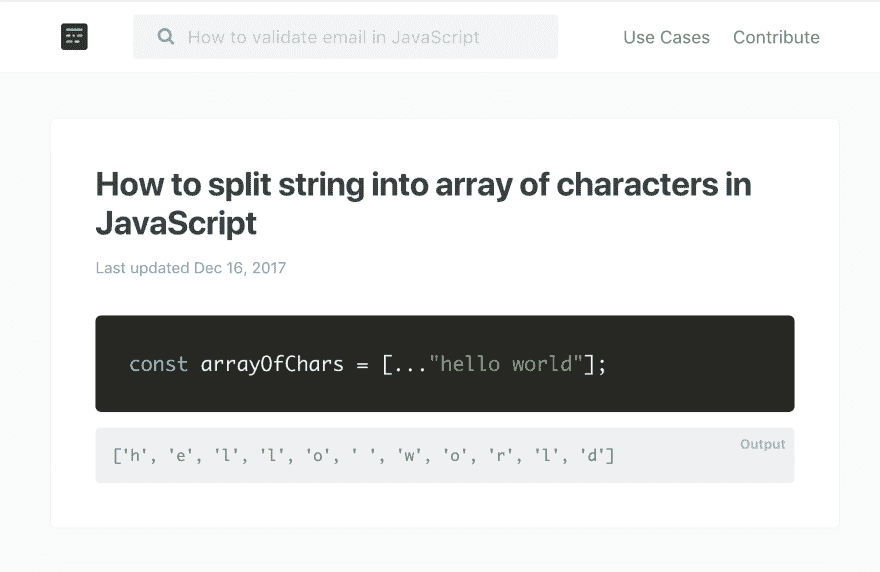 How to validate email in JavaScript
Use Cases
Contribute
How to split string into array of characters in
JavaScript
Last updated Dec 16, 2017
const arrayOfChars = [..."hello world"];
Output
['h', 'e', 'l', 'l', 'o', ' ', 'w', 'o', 'r', 'l', 'd']